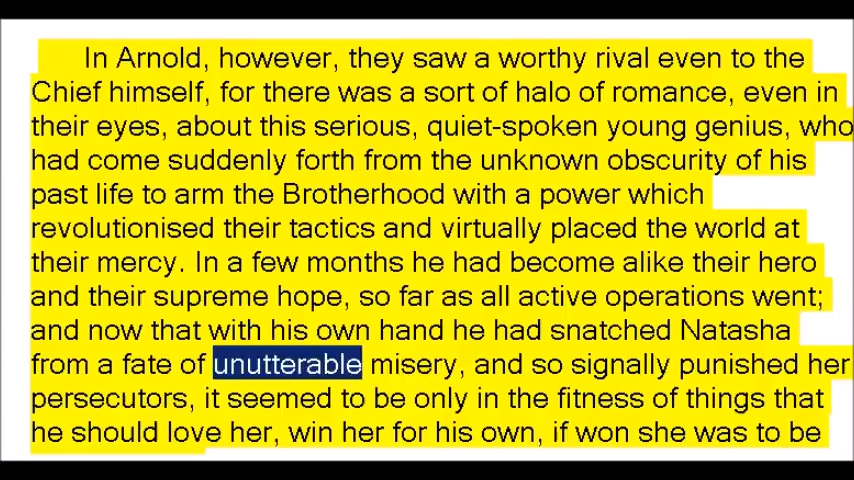 In Arnold, however, they saw a worthy rival even to the
Chief himself, for there was a sort of halo of romance, even in
their eyes, about this serious, quiet-spoken young genius, who
had come suddenly forth from the unknown obscurity of his
past life to arm the Brotherhood with a power which
revolutionised their tactics and virtually placed the world at
their mercy. In a few months he had become alike their hero
and their supreme hope, so far as all active operations went;
and now that with his own hand he had snatched Natasha
from a fate of unutterable misery, and so signally punished her
persecutors, it seemed to be only in the fitness of things that
he should love her, win her for his own, if won she was to be